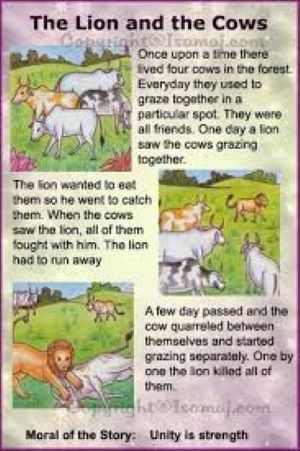 The Lion and the Cows
Copyright@Isamaj.com
Once upon a time there
lived four cows in the forest.
Everyday they used to
graze together in a
particular spot. They were
all friends. One day a lion
saw the cows grazing
together.
The lion wanted to eat
them so he went to catch
them. When the cows
saw the lion, all of them
fought with him. The lion
had to run away
A few day passed and the
cow quarreled between
themselves and started
grazing separately. One by
one the lion killed all of
them.
Copyright@Isamaj.com
Moral of the Story: Unity is strength